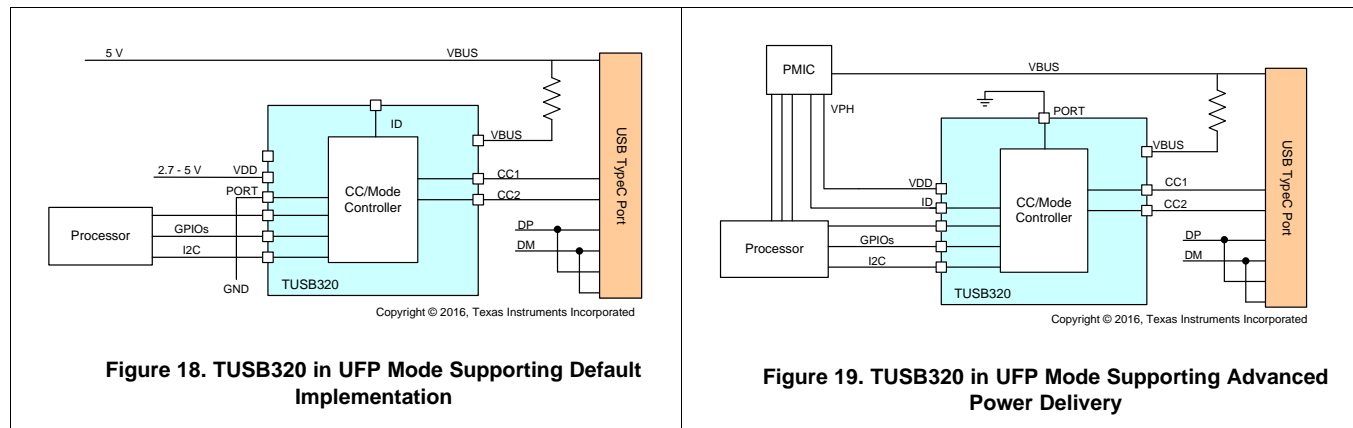 5 V
VBUS
ID
VBUS
2.7 - 5 V
VDD
PORT
CC/Mode
Controller
CC1
CC2
Processor
GPIOs
I2C
DP
DM
GND
TUSB320
USB TypeC Port
Copyright © 2016, Texas Instruments Incorporated
Figure 18. TUSB320 in UFP Mode Supporting Default
Implementation
PMIC
VBUS
VPH
PORT
VBUS
VDD
ID
CC/Mode
Controller
CC1
CC2
Processor
GPIOs
I2C
DP
DM
TUSB320
USB TypeC Port
Copyright © 2016, Texas Instruments Incorporated
Figure 19. TUSB320 in UFP Mode Supporting Advanced
Power Delivery